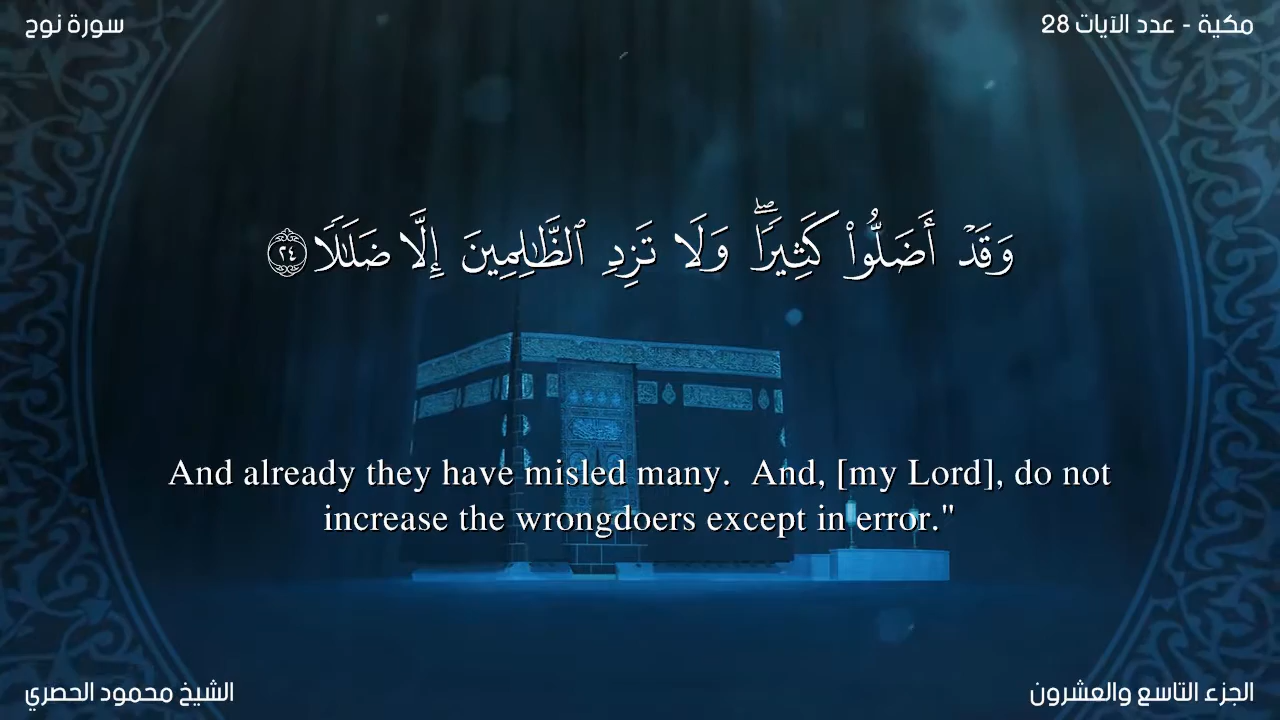 سورة نوح
مكية - عدد الآيات 28
وَقَدْ أَضَلُّوا۟ كَثِيرًۭا ۖ وَلَا تَزِدِ ٱلظَّـٰلِمِينَ إِلَّا ضَلَـٰلًۭا ٢٤
And already they have misled many.  And, [my Lord], do not
increase the wrongdoers except in error."
الشيخ محمود الحصري
الجزء التاسع والعشرون